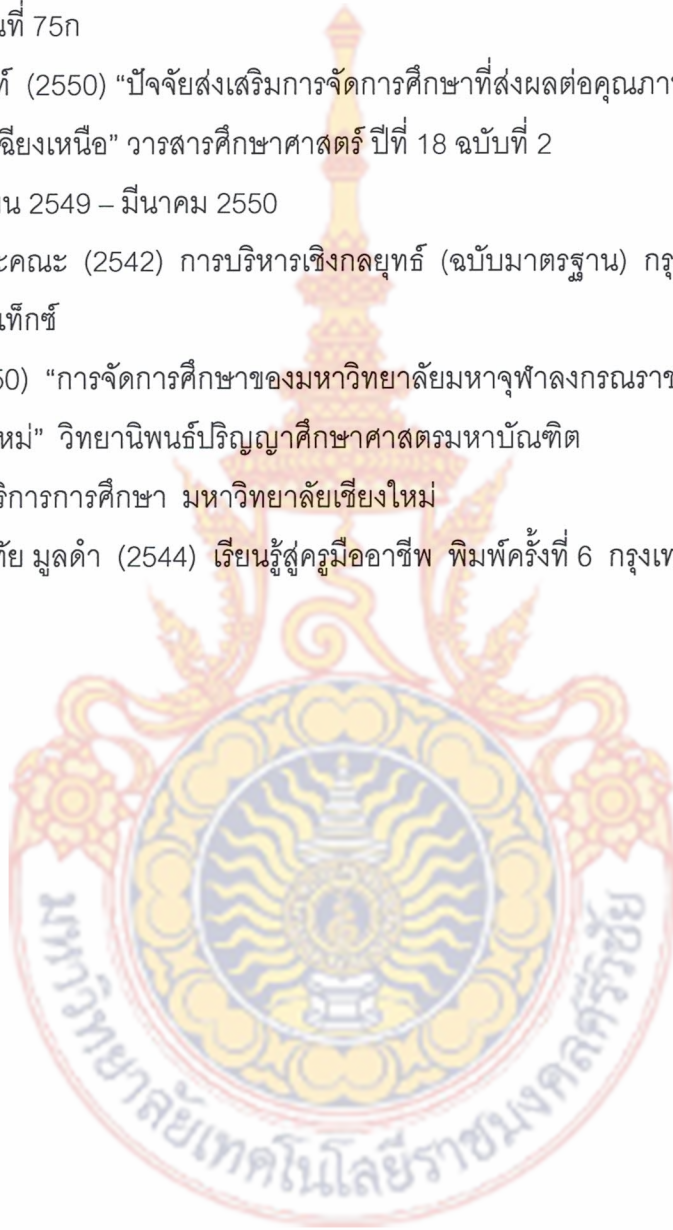 นที่ 75ก
ท์ (2550) “ปัจจัยส่งเสริมการจัดการศึกษาที่ส่งผลต่อคุณภา
ฉียงเหนือ” วารสารศึกษาศาสตร์ ปีที่ 18 ฉบับที่ 2
ยน 2549 – มีนาคม 2550
ะคณะ (2542) การบริหารเชิงกลยุทธ์ (ฉบับมาตรฐาน) กรุ
เท็กซ์
50) “การจัดการศึกษาของมหาวิทยาลัยมหาจุฬาลงกรณราช
หม่” วิทยานิพนธ์ปริญญาศึกษาศาสตรมหาบัณฑิต
ริการการศึกษา มหาวิทยาลัยเชียงใหม่
ทัย มูลดำ (2544) เรียนรู้สู่ครูมืออาชีพ พิมพ์ครั้งที่ 6 กรุงเท
มหาวิทยาลัยเทคโนโลยีราชมงคลศรีวิชัย